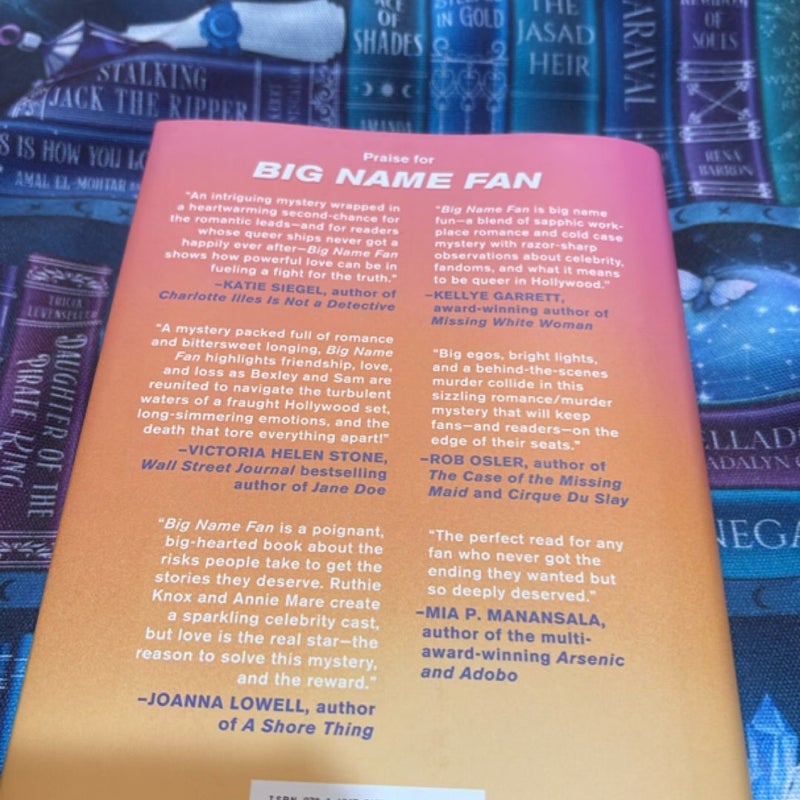 OF
SHADES
IN GOLD
THE
JASAD
HEIR
CARAVAL
OF
SOULS
STALKING
JACK THE RIPPER
IS HOW YOU
AMAL EL-MOHTAR
AMANDA
RENA
BARRON
Praise for
BIG NAME FAN
"An intriguing mystery wrapped in
a heartwarming second-chance for
the romantic leads—and for readers
whose queer ships never got a
happily ever after—Big Name Fan
shows how powerful love can be in
fueling a fight for the truth."
–KATIE SIEGEL, author of
Charlotte Illes Is Not a Detective
"A mystery packed full of romance
and bittersweet longing, Big Name
Fan highlights friendship, love,
and loss as Bexley and Sam are
reunited to navigate the turbulent
waters of a fraught Hollywood set,
long-simmering emotions, and the
death that tore everything apart!"
–VICTORIA HELEN STONE,
Wall Street Journal bestselling
author of Jane Doe
"Big Name Fan is a poignant,
big-hearted book about the
risks people take to get the
stories they deserve. Ruthie
Knox and Annie Mare create
a sparkling celebrity cast,
but love is the real star—the
reason to solve this mystery,
and the reward."
–JOANNA LOWELL, author
of A Shore Thing
"Big Name Fan is big name
fun—a blend of sapphic work-
place romance and cold case
mystery with razor-sharp
observations about celebrity,
fandoms, and what it means
to be queer in Hollywood."
–KELLYE GARRETT,
award-winning author of
Missing White Woman
"Big egos, bright lights,
and a behind-the-scenes
murder collide in this
sizzling romance/murder
mystery that will keep
fans—and readers—on the
edge of their seats."
–ROB OSLER, author of
The Case of the Missing
Maid and Cirque Du Slay
"The perfect read for any
fan who never got the
ending they wanted but
so deeply deserved."
–MIA P. MANANSALA,
author of the multi-
award-winning Arsenic
and Adobo
TRICIA
LEVENSELLER
DAUGHTER OF THE
PIRATE KING
ISBN